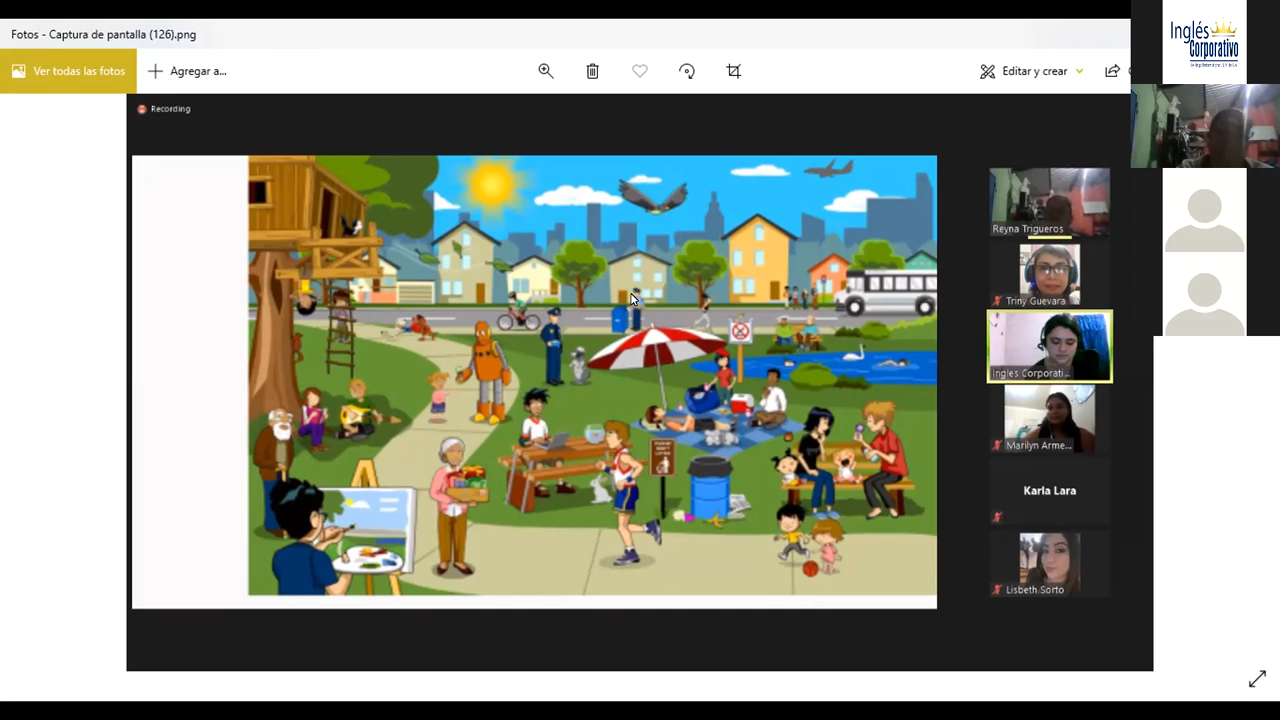 Fotos - Captura de pantalla (126).png
Ver todas las fotos
Agregar a...
Editar y crear
Inglés
Corporativo
Recording
Reyna Trigueros
Triny Guevara
Ingles Corporati...
Marilyn Arme...
Karla Lara
Lisbeth Sorto